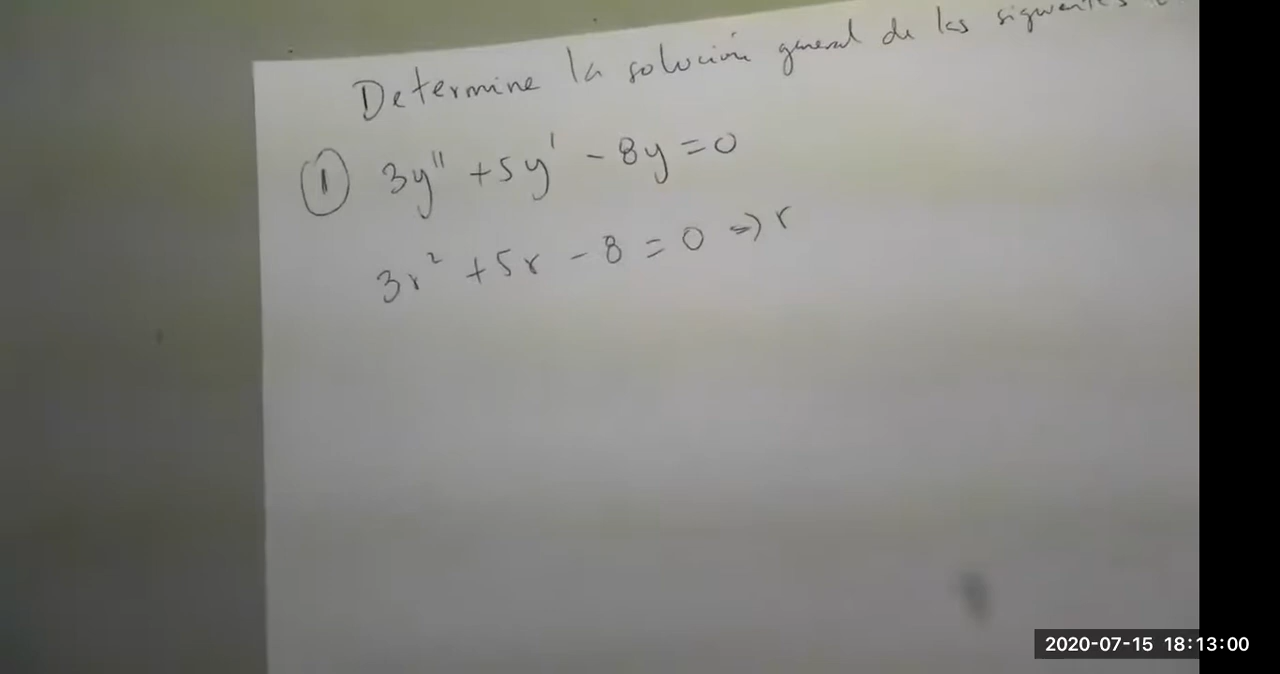 Determine la solución general de las siguientes
① 3y'' + 5y' - 8y = 0
3r² + 5r - 8 = 0 => r
2020-07-15 18:13:00